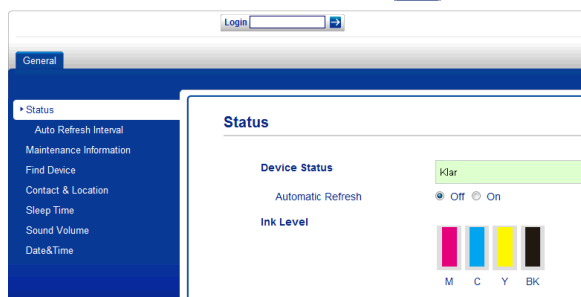 Login
General
Status
Auto Refresh Interval
Maintenance Information
Find Device
Contact & Location
Sleep Time
Sound Volume
Date&Time
Status
Device Status
Klar
Automatic Refresh
Off On
Ink Level
M C Y BK